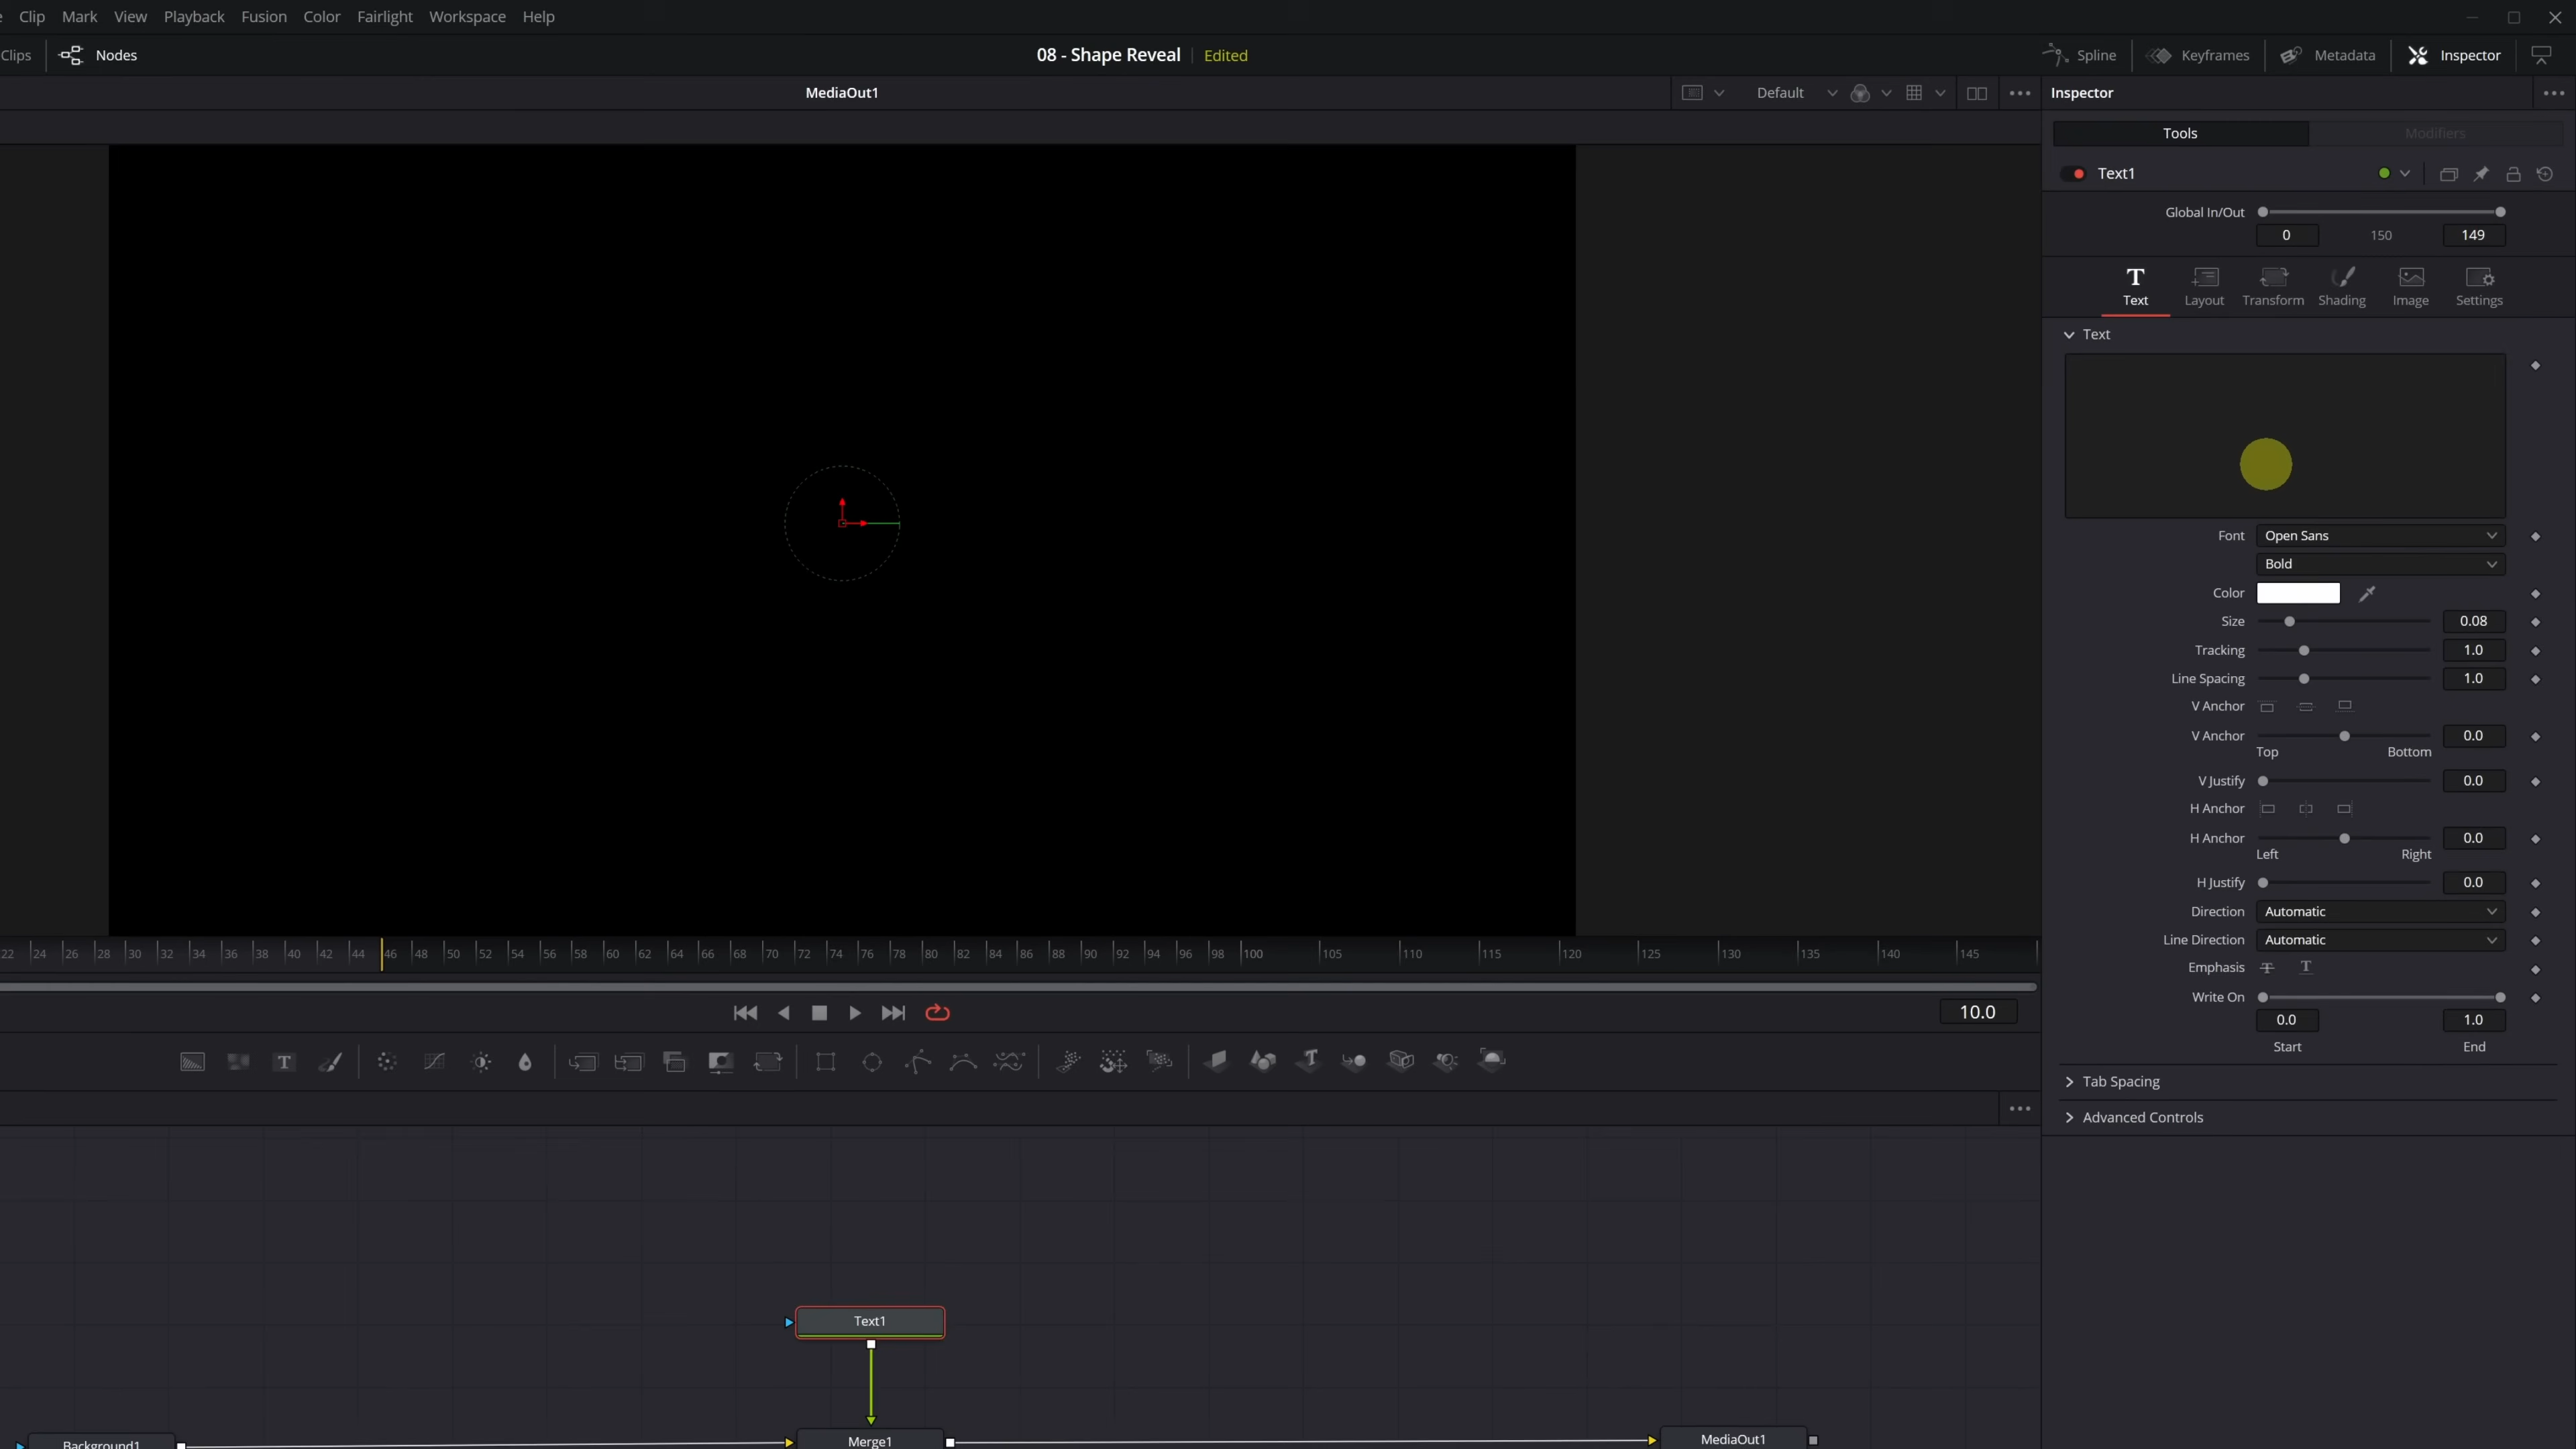 Clip Mark View Playback Fusion Color Fairlight Workspace Help
Clips Nodes 08 - Shape Reveal Edited Spline Keyframes Metadata Inspector
MediaOut1 Default Inspector
Tools Modifiers
Text1
Global In/Out
0 150 149
T
Text Layout Transform Shading Image Settings
Text
Font Open Sans
Bold
Color
Size 0.08
Tracking 1.0
Line Spacing 1.0
V Anchor
V Anchor 0.0
Top Bottom
V Justify 0.0
H Anchor
H Anchor 0.0
Left Right
H Justify 0.0
Direction Automatic
Line Direction Automatic
Emphasis T T
Write On
0.0 1.0
Start End
Tab Spacing
Advanced Controls
22 24 26 28 30 32 34 36 38 40 42 44 46 48 50 52 54 56 58 60 62 64 66 68 70 72 74 76 78 80 82 84 86 88 90 92 94 96 98 100 105 110 115 120 125 130 135 140 145
10.0
T T
Text1
Background1 Merge1 MediaOut1